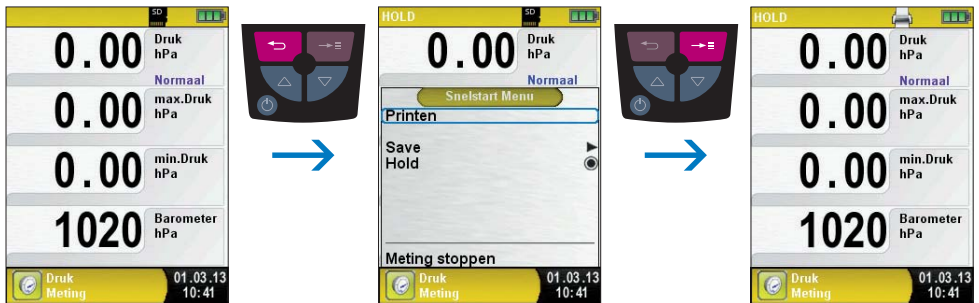 SD
0.00 Druk
hPa
Normaal
0.00 max.Druk
hPa
0.00 min.Druk
hPa
1020 Barometer
hPa
Druk
Meting
01.03.13
10:41
HOLD
SD
0.00 Druk
hPa
Normaal
Snelstart Menu
Printen
Save
Hold
Meting stoppen
Druk
Meting
01.03.13
10:41
HOLD
0.00 Druk
hPa
Normaal
0.00 max.Druk
hPa
0.00 min.Druk
hPa
1020 Barometer
hPa
Druk
Meting
01.03.13
10:41